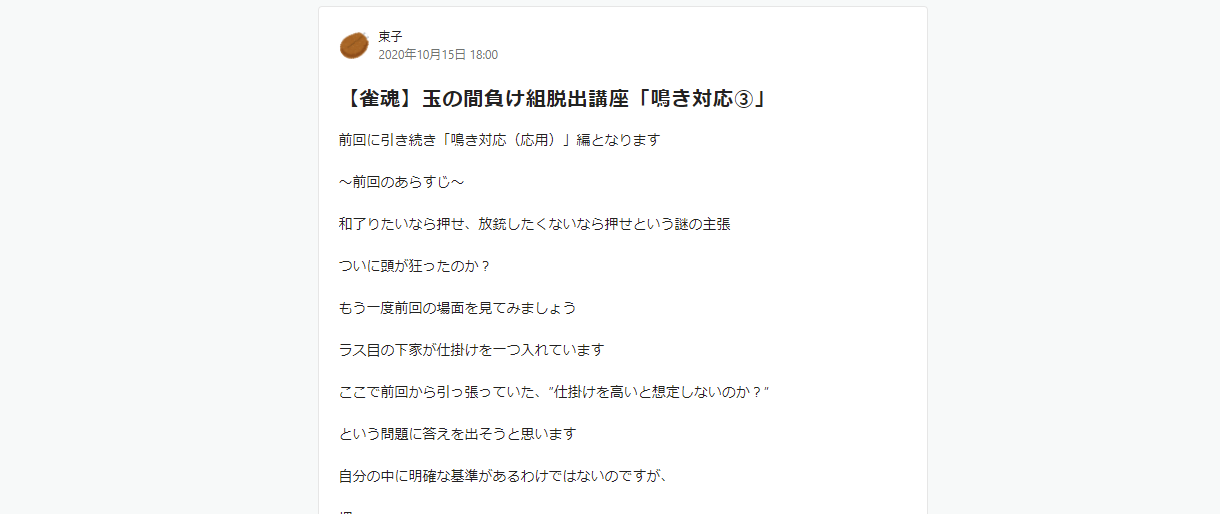 束子
2020年10月15日 18:00
【雀魂】玉の間負け組脱出講座「鳴き対応③」
前回に引き続き「鳴き対応（応用）」編となります
～前回のあらすじ～
和了りたいなら押せ、放銃したくないなら押せという謎の主張
ついに頭が狂ったのか？
もう一度前回の場面を見てみましょう
ラス目の下家が仕掛けを一つ入れています
ここで前回から引っ張っていた、”仕掛けを高いと想定しないのか？”
という問題に答えを出そうと思います
自分の中に明確な基準があるわけではないのですが、